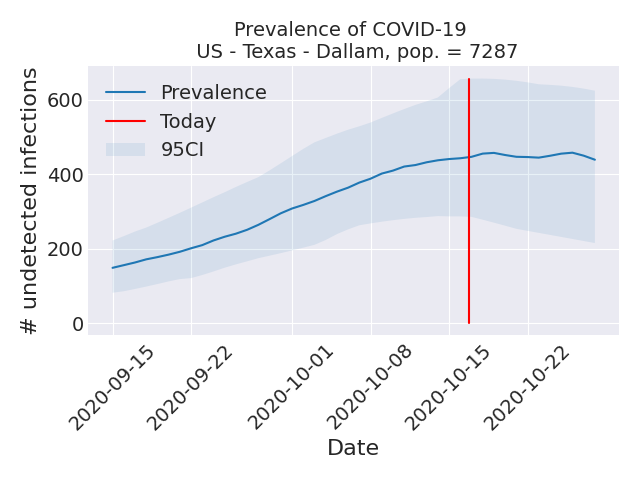 Prevalence of COVID-19
US - Texas - Dallam, pop. = 7287
# undetected infections
600
400
200
0
Prevalence
Today
95CI
2020-09-15
2020-09-22
2020-10-01
2020-10-08
2020-10-15
2020-10-22
Date